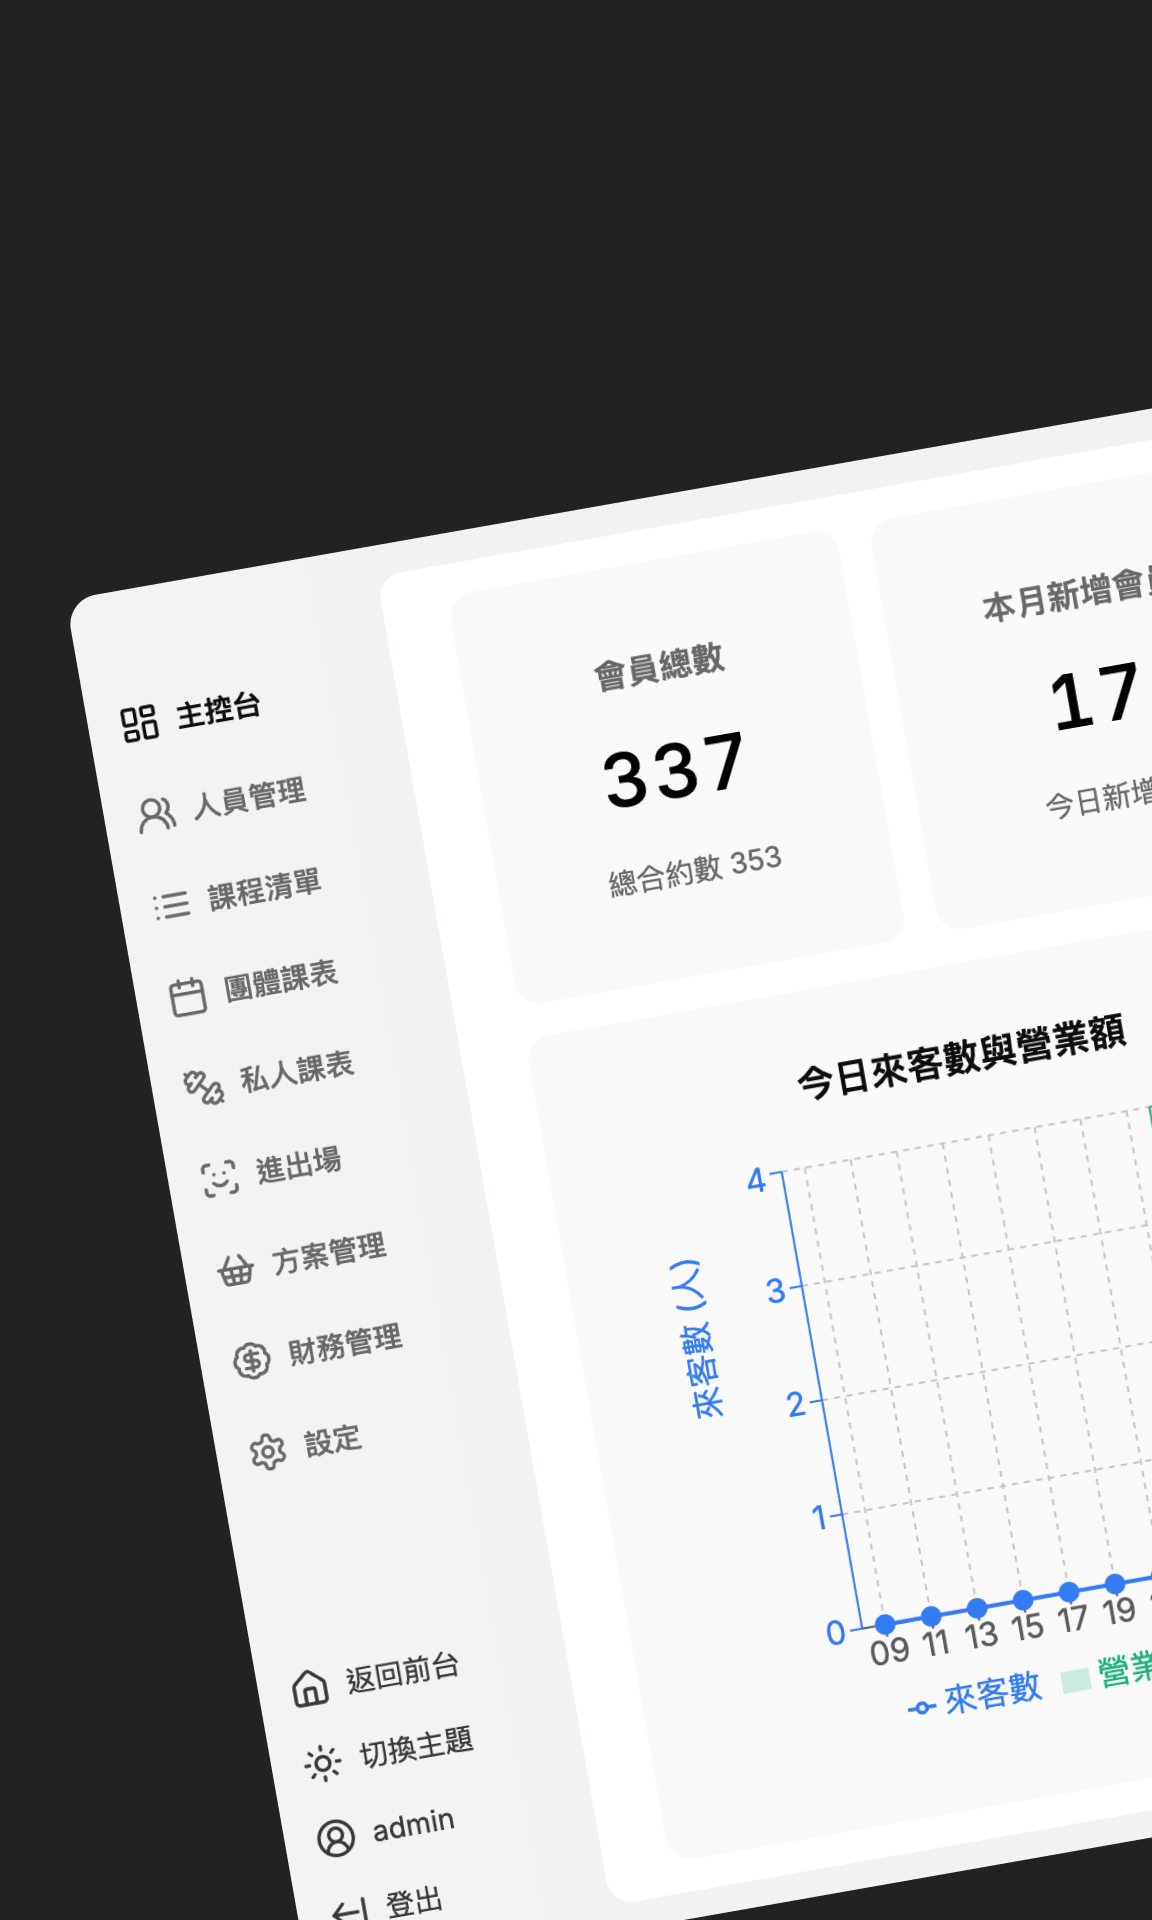 主控台
人員管理
課程清單
團體課表
私人課表
進出場
方案管理
財務管理
設定
返回前台
切換主題
admin
登出
會員總數
337
總合約數 353
本月新增會員
17
今日新增
今日來客數與營業額
來客數 (人)
4
3
2
1
0
09 11 13 15 17 19
來客數 營業